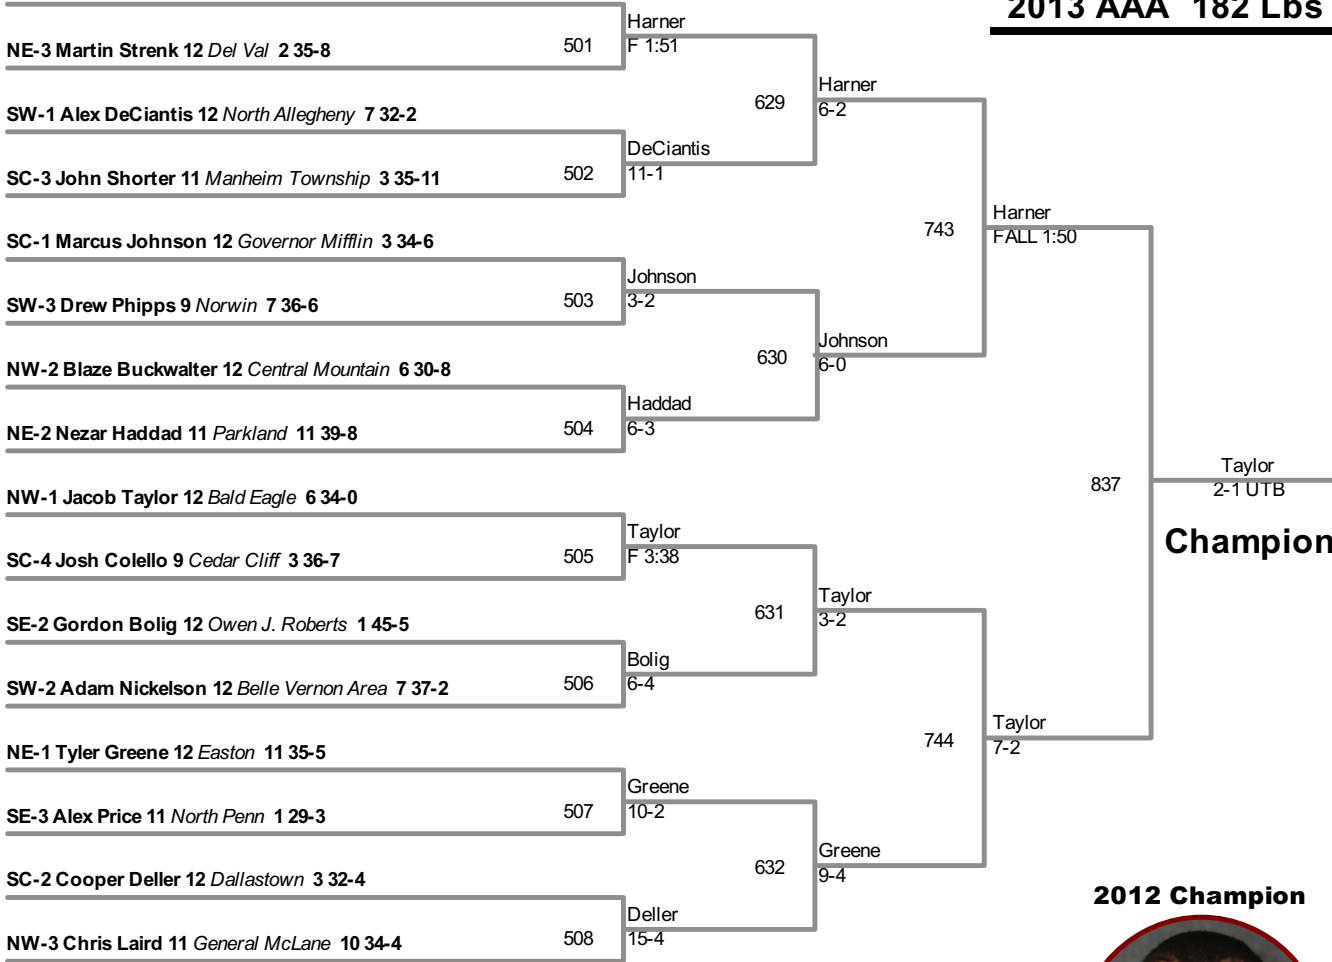 2013 AAA 182 Lbs
Harner
NE-3 Martin Strenk 12 Del Val 2 35-8
501
F 1:51
Harner
SW-1 Alex DeCiantis 12 North Allegheny 7 32-2
629
6-2
DeCiantis
SC-3 John Shorter 11 Manheim Township 3 35-11
502
11-1
Harner
SC-1 Marcus Johnson 12 Governor Mifflin 3 34-6
743
FALL 1:50
Johnson
SW-3 Drew Phipps 9 Norwin 7 36-6
503
3-2
Johnson
NW-2 Blaze Buckwalter 12 Central Mountain 6 30-8
630
6-0
Haddad
NE-2 Nezar Haddad 11 Parkland 11 39-8
504
6-3
Taylor
NW-1 Jacob Taylor 12 Bald Eagle 6 34-0
837
2-1 UTB
Taylor
Champion
SC-4 Josh Colello 9 Cedar Cliff 3 36-7
505
F 3:38
Taylor
SE-2 Gordon Bolig 12 Owen J. Roberts 1 45-5
631
3-2
Bolig
SW-2 Adam Nickelson 12 Belle Vernon Area 7 37-2
506
6-4
Taylor
NE-1 Tyler Greene 12 Easton 11 35-5
744
7-2
Greene
SE-3 Alex Price 11 North Penn 1 29-3
507
10-2
Greene
SC-2 Cooper Deller 12 Dallastown 3 32-4
632
9-4
2012 Champion
Deller
NW-3 Chris Laird 11 General McLane 10 34-4
508
15-4